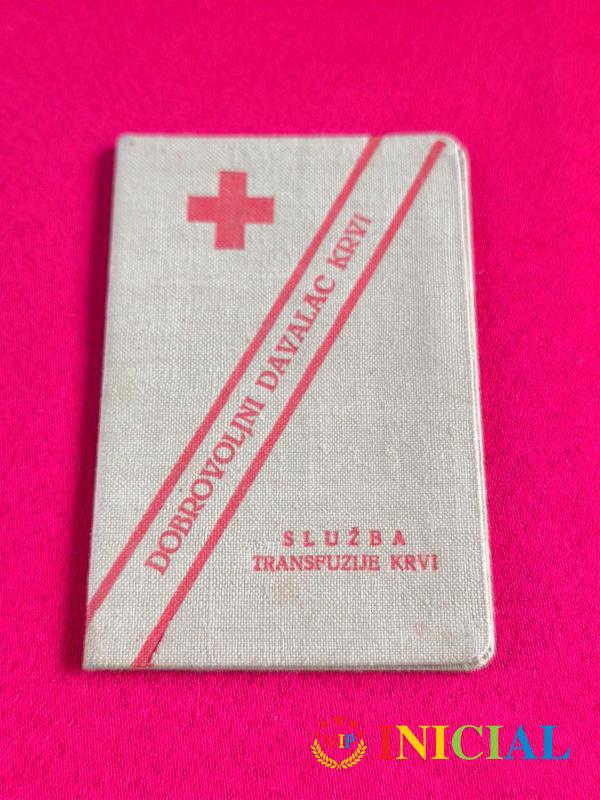 DOBROVOLJNI DAVALAC KRVI
SLUŽBA
TRANSFUZIJE KRVI
INICIAL